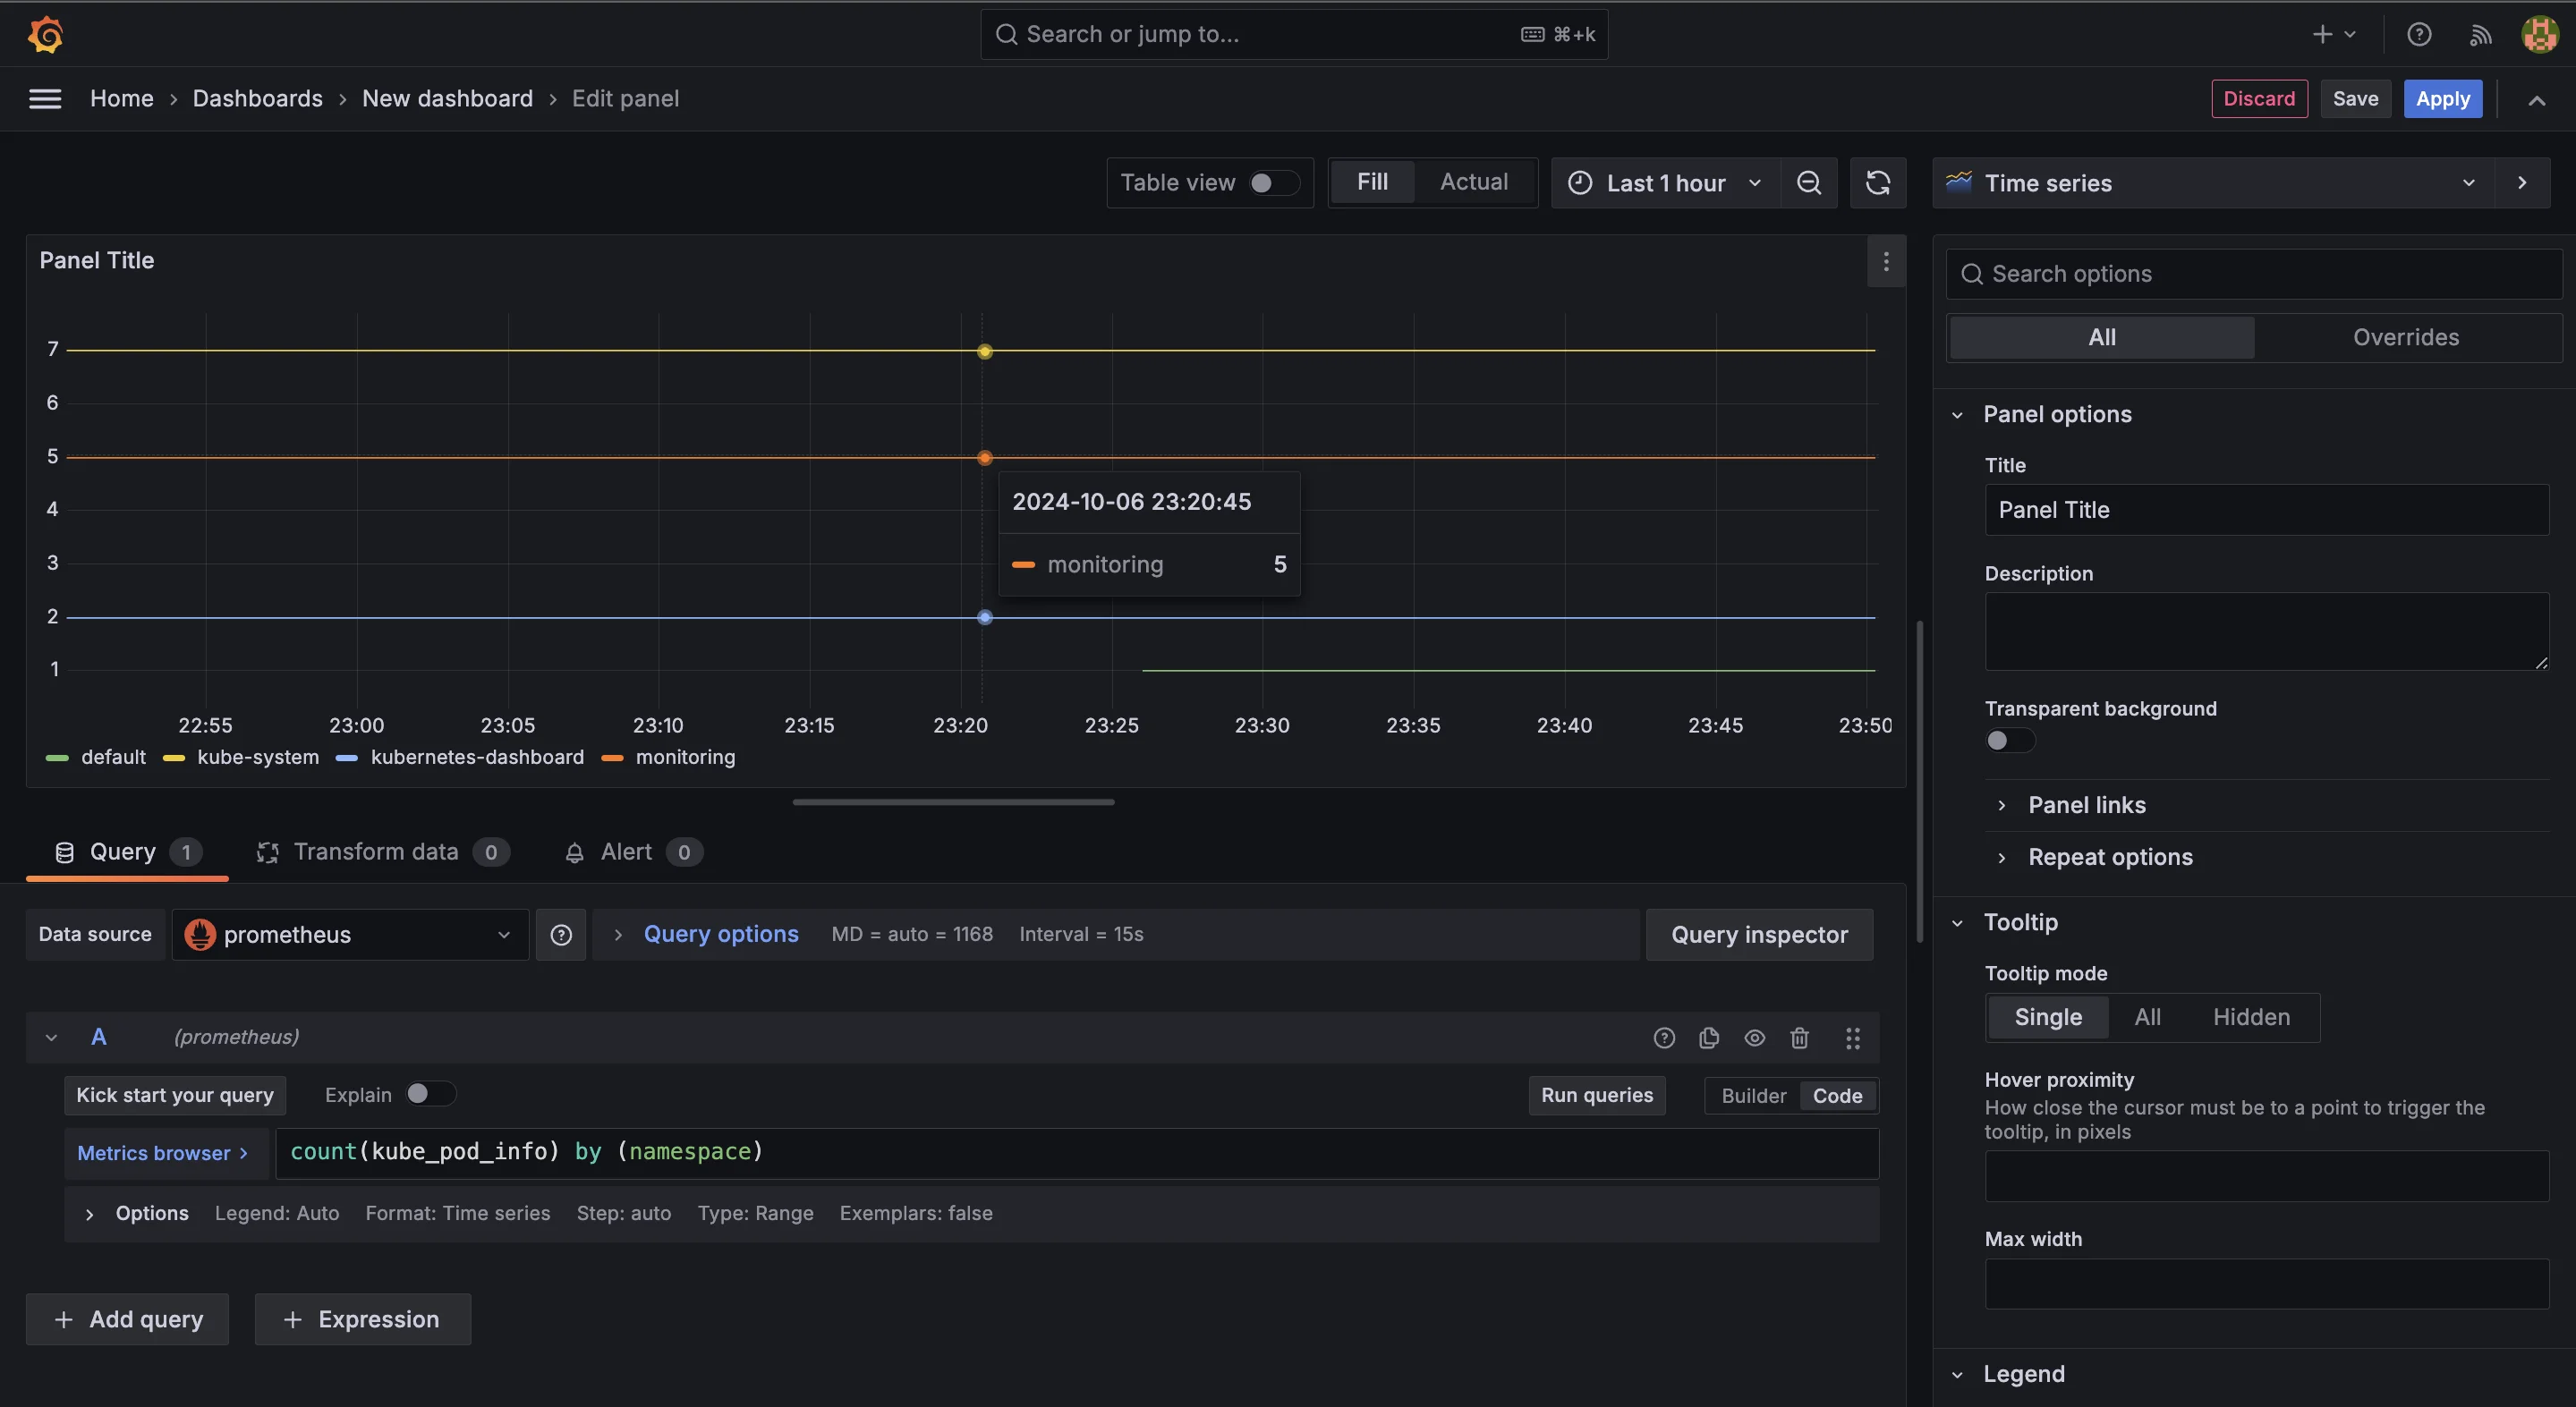 Search or jump to...
⌘+k
Home › Dashboards › New dashboard › Edit panel
Discard
Save
Apply
Table view
Fill
Actual
Last 1 hour
Time series
Panel Title
7
6
5
4
3
2
1
2024-10-06 23:20:45
monitoring 5
22:55 23:00 23:05 23:10 23:15 23:20 23:25 23:30 23:35 23:40 23:45 23:50
default kube-system kubernetes-dashboard monitoring
Query 1
Transform data 0
Alert 0
Data source
prometheus
Query options MD = auto = 1168 Interval = 15s
Query inspector
A (prometheus)
Kick start your query
Explain
Run queries
Builder
Code
Metrics browser >
count(kube_pod_info) by (namespace)
Options Legend: Auto Format: Time series Step: auto Type: Range Exemplars: false
+ Add query
+ Expression
Search options
All
Overrides
Panel options
Title
Panel Title
Description
Transparent background
Panel links
Repeat options
Tooltip
Tooltip mode
Single
All
Hidden
Hover proximity
How close the cursor must be to a point to trigger the
tooltip, in pixels
Max width
Legend